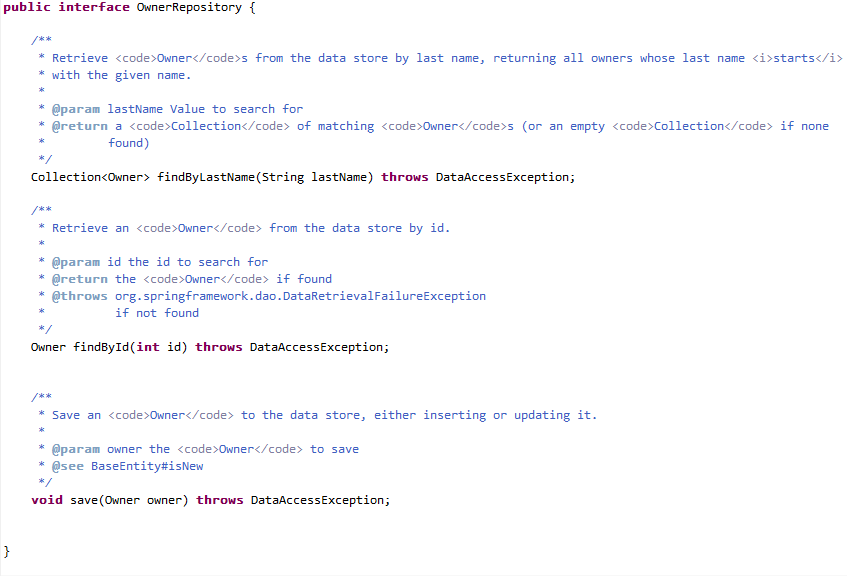 public interface OwnerRepository {
/**
* Retrieve <code>Owner</code>s from the data store by last name, returning all owners whose last name <i>starts</i>
* with the given name.
*
* @param lastName Value to search for
* @return a <code>Collection</code> of matching <code>Owner</code>s (or an empty <code>Collection</code> if none
*         found)
*/
Collection<Owner> findByLastName(String lastName) throws DataAccessException;
/**
* Retrieve an <code>Owner</code> from the data store by id.
*
* @param id the id to search for
* @return the <code>Owner</code> if found
* @throws org.springframework.dao.DataRetrievalFailureException
*          if not found
*/
Owner findById(int id) throws DataAccessException;
/**
* Save an <code>Owner</code> to the data store, either inserting or updating it.
*
* @param owner the <code>Owner</code> to save
* @see BaseEntity#isNew
*/
void save(Owner owner) throws DataAccessException;
}